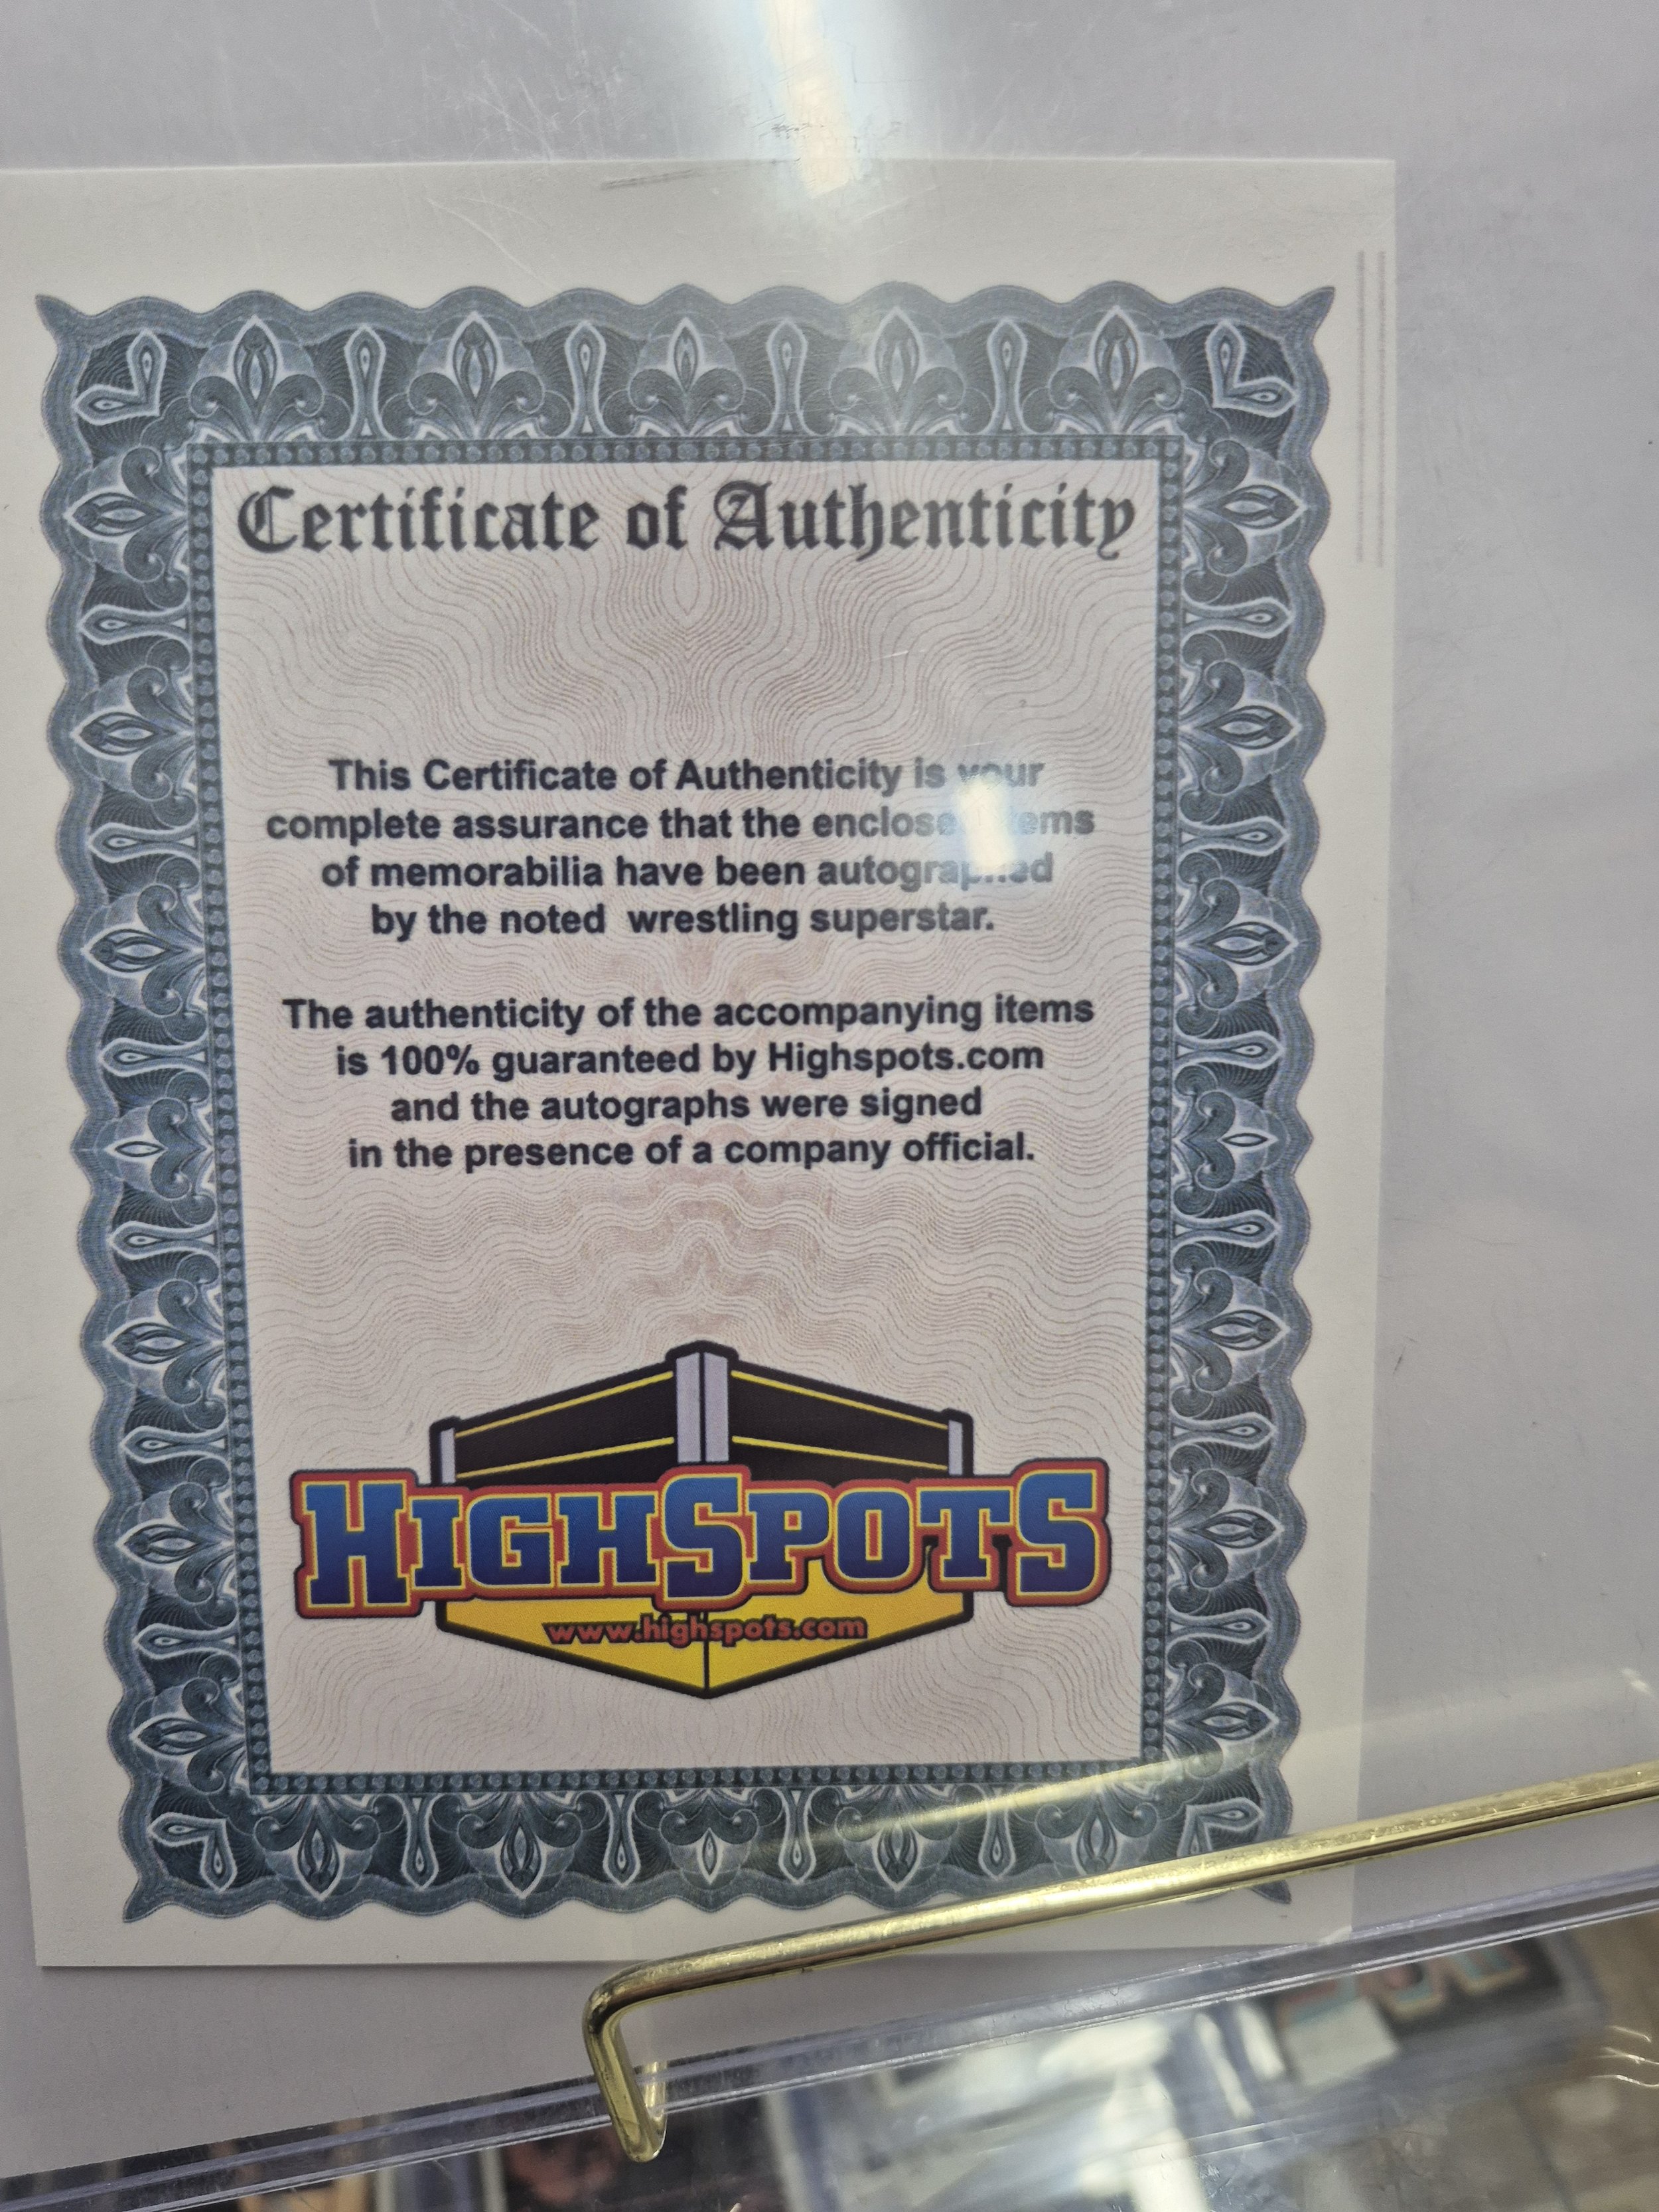 Certificate of Authenticity
This Certificate of Authenticity is your
complete assurance that the enclosed items
of memorabilia have been autographed
by the noted wrestling superstar.
The authenticity of the accompanying items
is 100% guaranteed by Highspots.com
and the autographs were signed
in the presence of a company official.
HIGHSPOTS
www.highspots.com